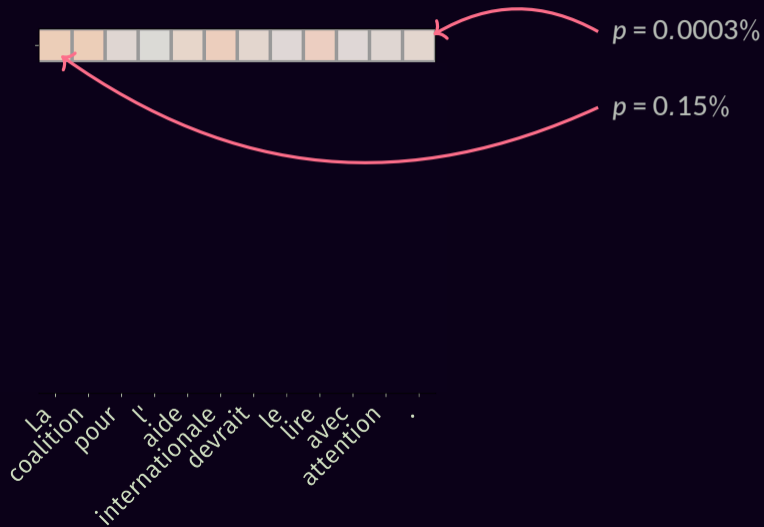 p = 0.0003%
p = 0.15%
La
coalition
pour
l'
aide
internationale
devrait
le
lire
avec
attention
.